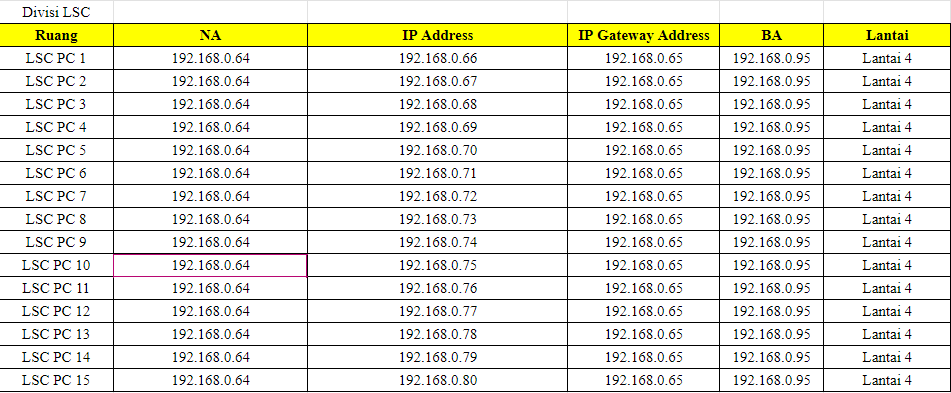 Divisi LSC
Ruang NA IP Address IP Gateway Address BA Lantai
LSC PC 1 192.168.0.64 192.168.0.66 192.168.0.65 192.168.0.95 Lantai 4
LSC PC 2 192.168.0.64 192.168.0.67 192.168.0.65 192.168.0.95 Lantai 4
LSC PC 3 192.168.0.64 192.168.0.68 192.168.0.65 192.168.0.95 Lantai 4
LSC PC 4 192.168.0.64 192.168.0.69 192.168.0.65 192.168.0.95 Lantai 4
LSC PC 5 192.168.0.64 192.168.0.70 192.168.0.65 192.168.0.95 Lantai 4
LSC PC 6 192.168.0.64 192.168.0.71 192.168.0.65 192.168.0.95 Lantai 4
LSC PC 7 192.168.0.64 192.168.0.72 192.168.0.65 192.168.0.95 Lantai 4
LSC PC 8 192.168.0.64 192.168.0.73 192.168.0.65 192.168.0.95 Lantai 4
LSC PC 9 192.168.0.64 192.168.0.74 192.168.0.65 192.168.0.95 Lantai 4
LSC PC 10 192.168.0.64 192.168.0.75 192.168.0.65 192.168.0.95 Lantai 4
LSC PC 11 192.168.0.64 192.168.0.76 192.168.0.65 192.168.0.95 Lantai 4
LSC PC 12 192.168.0.64 192.168.0.77 192.168.0.65 192.168.0.95 Lantai 4
LSC PC 13 192.168.0.64 192.168.0.78 192.168.0.65 192.168.0.95 Lantai 4
LSC PC 14 192.168.0.64 192.168.0.79 192.168.0.65 192.168.0.95 Lantai 4
LSC PC 15 192.168.0.64 192.168.0.80 192.168.0.65 192.168.0.95 Lantai 4